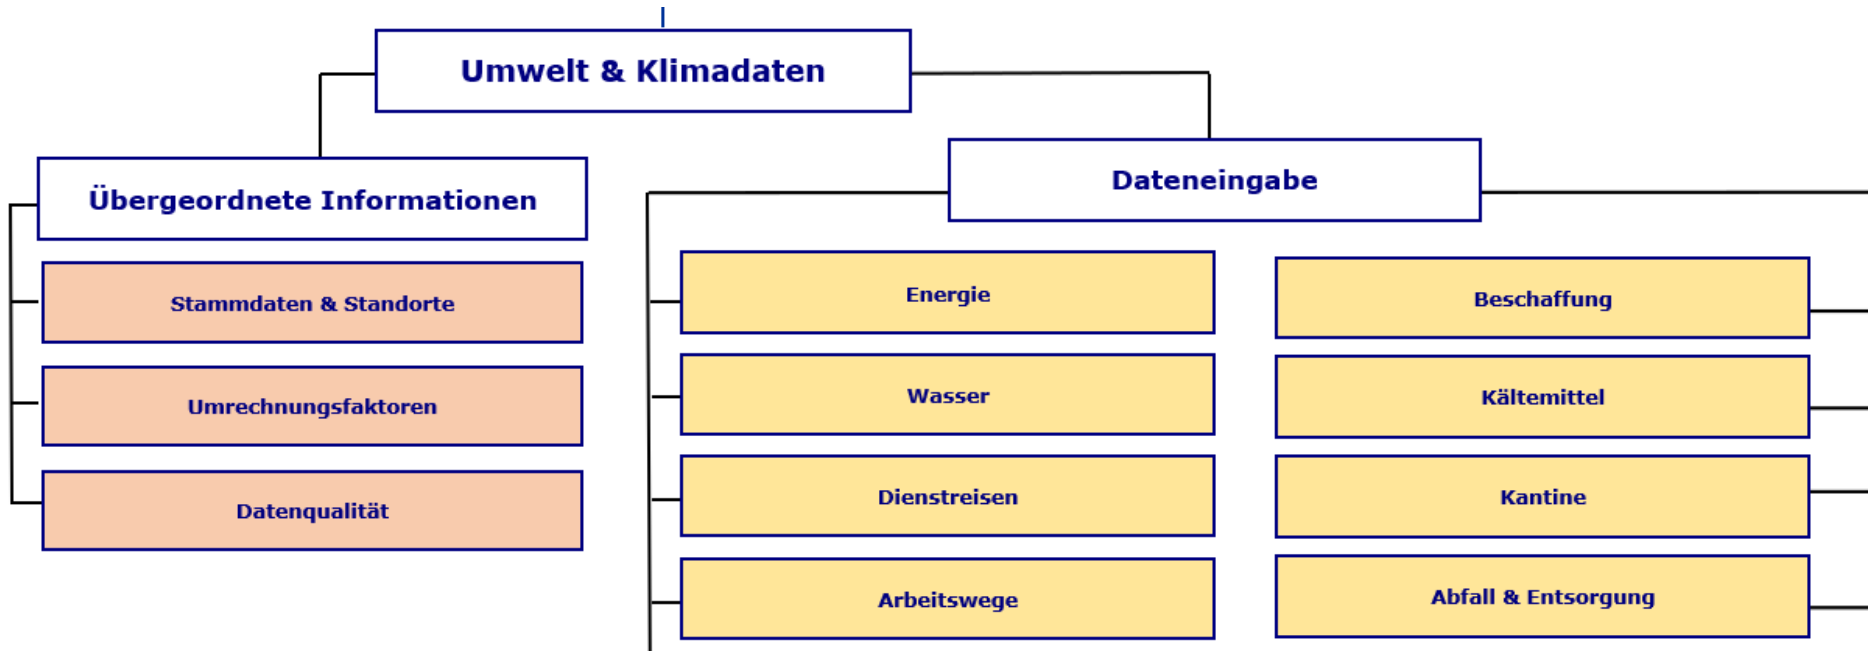 Umwelt & Klimadaten
Übergeordnete Informationen
Stammdaten & Standorte
Umrechnungsfaktoren
Datenqualität
Dateneingabe
Energie
Wasser
Dienstreisen
Arbeitswege
Beschaffung
Kältemittel
Kantine
Abfall & Entsorgung